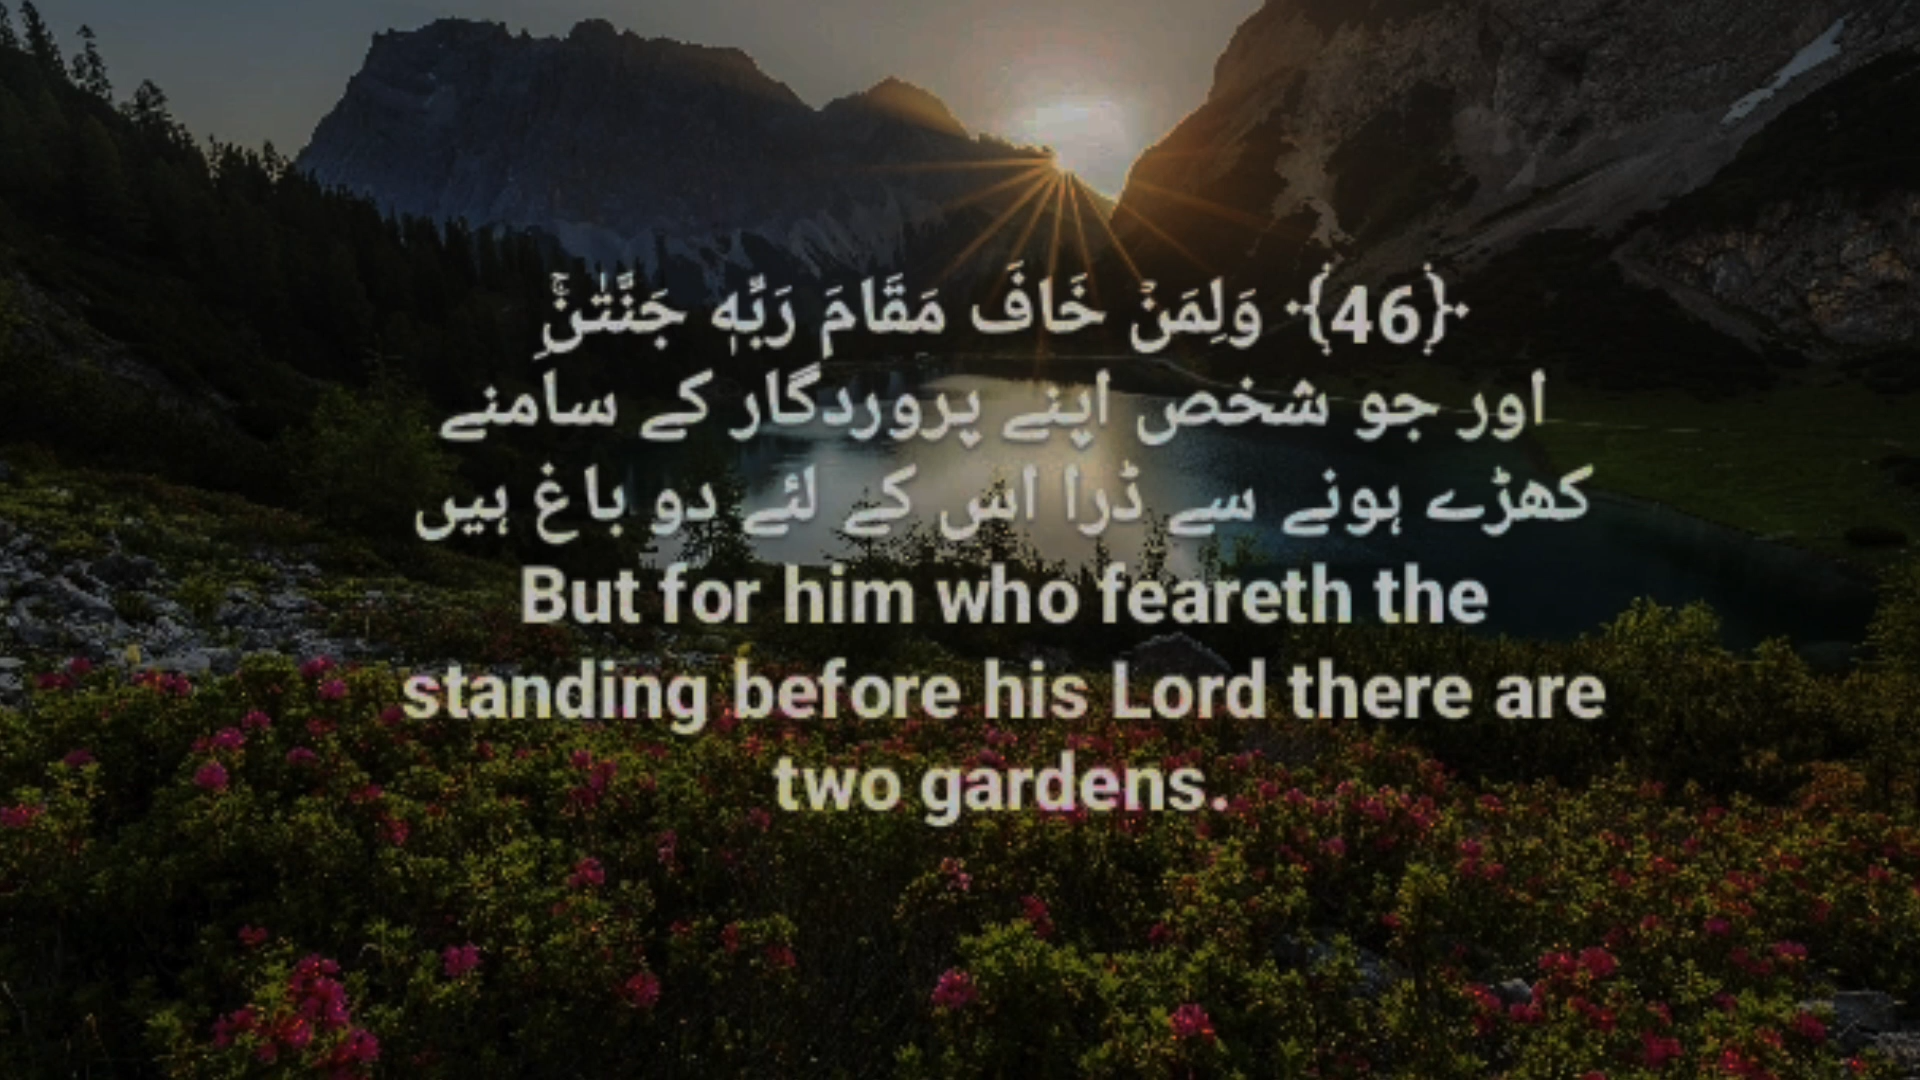 ﴿46﴾ وَلِمَنۡ خَافَ مَقَامَ رَبِّهٖ جَنَّتٰنِ‌ۚ
اور جو شخص اپنے پروردگار کے سامنے
کھڑے ہونے سے ڈرا اس کے لئے دو باغ ہیں
But for him who feareth the
standing before his Lord there are
two gardens.